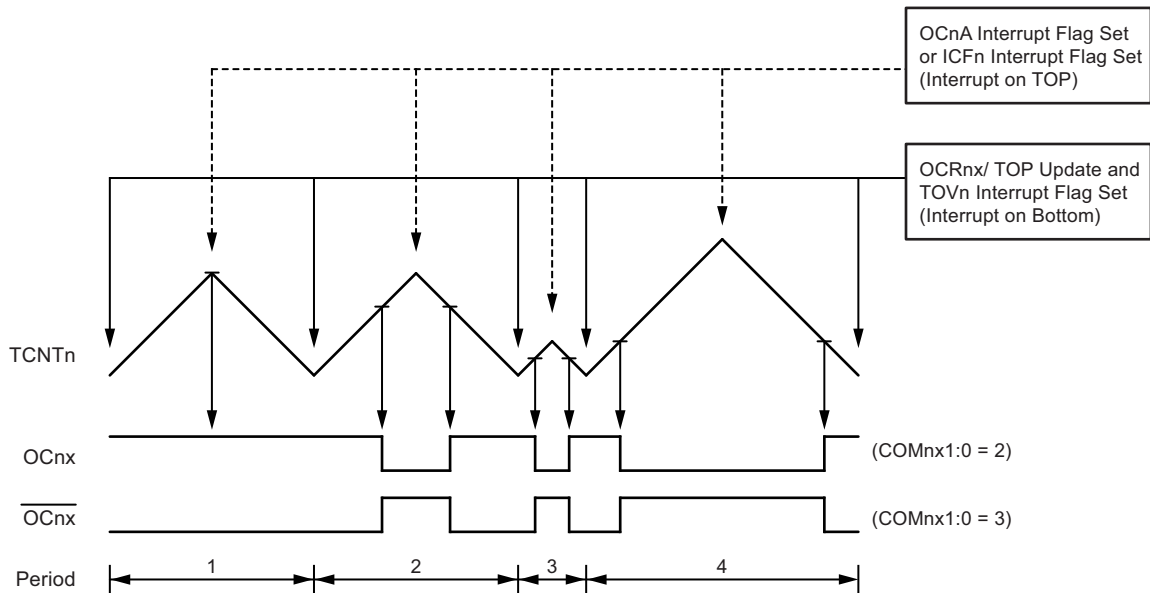 OCnA Interrupt Flag Set
or ICFn Interrupt Flag Set
(Interrupt on TOP)
OCRnx/ TOP Update and
TOVn Interrupt Flag Set
(Interrupt on Bottom)
TCNTn
OCnx
(COMnx1:0 = 2)
OCnx
(COMnx1:0 = 3)
Period
1
2
3
4